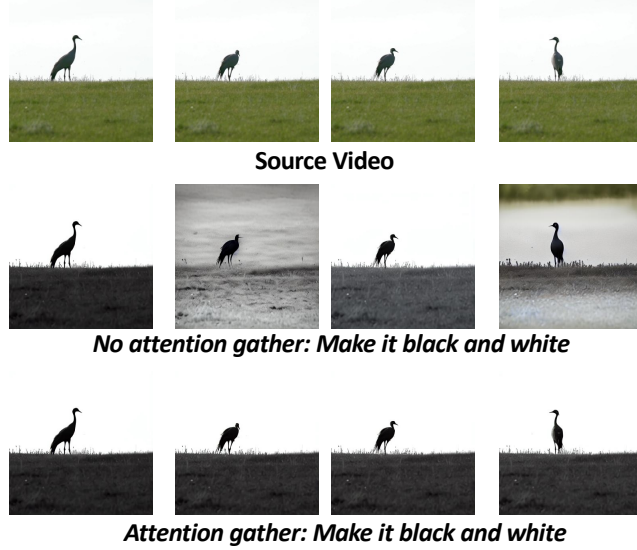 Source Video
No attention gather: Make it black and white
Attention gather: Make it black and white